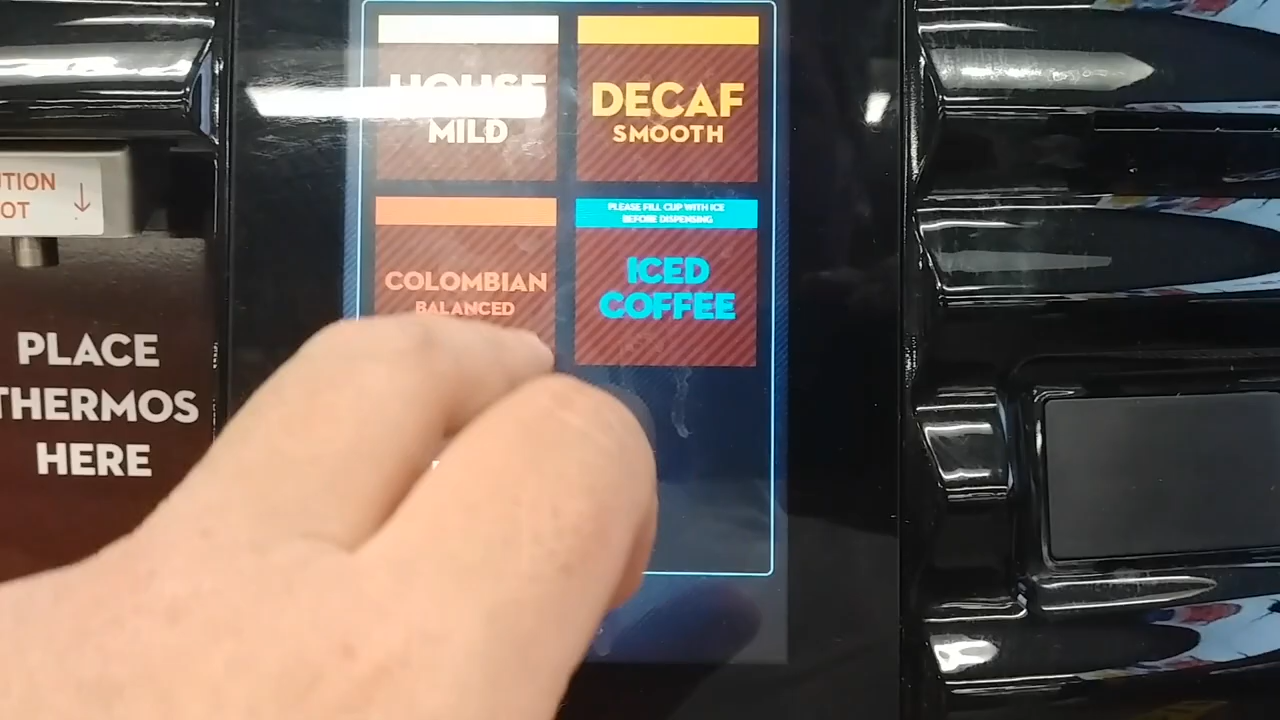 HOUSE
MILD
DECAF
SMOOTH
COLOMBIAN
BALANCED
PLEASE FILL CUP WITH ICE
BEFORE DISPENSING
ICED
COFFEE
PLACE
THERMOS
HERE